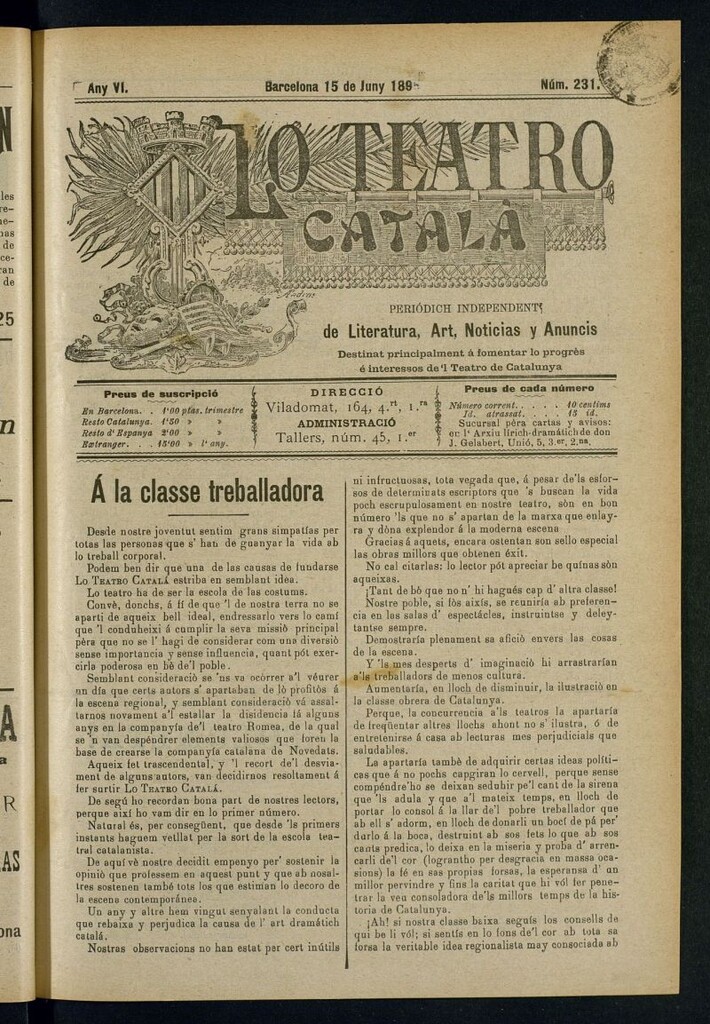 Any VI.
Barcelona 15 de Juny 189
Núm. 231.
LO TEATRO
CATALÁ
PERIÓDICH INDEPENDENT
de Literatura, Art, Noticias y Anuncis
Destinat principalment á fomentar lo progrès
é interessos de'l Teatro de Catalunya
Preus de suscripció
En Barcelona. . 1'00 ptas. trimestre
Resto Catalunya. 1'50 » »
Resto d'Espanya 2'00 » »
Extranger. . . 15'00 » l'any.
DIRECCIÓ
Viladomat, 164, 4.rt, 1.ra
ADMINISTRACIÓ
Tallers, núm. 45, 1.er
Preus de cada número
Número corrent. . . . . 10 centims
Id. atrassat. . . . . 15 id.
Sucursal pera cartas y avisos:
en l'Arxiu lírich-dramátich de don
J. Gelabert, Unió, 5, 3.er, 2.na.
Á la classe treballadora
Desde nostre joventut sentim grans simpatías per
totas las personas que s' han de guanyar la vida ab
lo treball corporal.
Podem ben dir que una de las causas de fundarse
LO TEATRO CATALÁ estriba en semblant idea.
Lo teatro ha de ser la escola de las costums.
Convè, donchs, á fí de que 'l de nostra terra no se
aparti de aqueix bell ideal, endressarlo vers lo camí
que 'l conduheixi á cumplir la seva missió principal
péra que no se l' hagi de considerar com una diversió
sense importancia y sense influencia, quant pót exer-
cirla poderosa en bè de'l poble.
Semblant consideració se 'ns va ocórrer a'l véurer
un día que certs autors s' apartaban de lo profitós á
la escena regional, y semblant consideració vá assal-
tarnos novament a'l estallar la disidencia fá alguns
anys en la companyía de'l teatro Romea, de la qual
se 'n van despéndrer elements valiosos que foren la
base de crearse la companyía catalana de Novedats.
Aqueix fet trascendental, y 'l recort de'l desvia-
ment de alguns autors, van decidirnos resoltament á
fer surtir LO TEATRO CATALÁ.
De segú ho recordan bona part de nostres lectors,
perque aixi ho vam dir en lo primer número.
Natural és, per consegüent, que desde 'ls primers
instants haguem vetllat per la sort de la escola tea-
tral catalanista.
De aquí vè nostre decidit empenyo per' sostenir la
opinió que professem en aquest punt y que ab nosal-
tres sostenen també tots los que estiman lo decoro de
la escena contemporánea.
Un any y altre hem vingut senyalant la conducta
que rebaixa y perjudica la causa de l' art dramátich
catalá.
Nostras observacions no han estat per cert inútils
ni infructuosas, tota vegada que, á pesar de'ls esfor-
sos de determinats escriptors que 's buscan la vida
poch escrupulosament en nostre teatro, sòn en bon
número 'ls que no s' apartan de la marxa que enlay-
ra y dòna explendor á la moderna escena
Gracias á aquets, encara ostentan son sello especial
las obras millors que obtenen éxit.
No cal citarlas: lo lector pót apreciar be quinas són
aqueixas.
¡Tant de bò que no n' hi hagués cap d' altra classe!
Nostre poble, si fòs aixís, se reuniría ab preferen-
cia en las salas d' espectácles, instruintse y deley-
tantse sempre.
Demostraría plenament sa afició envers las cosas
de la escena.
Y 'ls mes desperts d' imaginació hi arrastrarían
a'ls treballadors de menos cultura.
Aumentaría, en lloch de disminuir, la ilustració en
la classe obrera de Catalunya.
Perque, la concurrencia a'ls teatros la apartaría
de freqüentar altres llochs ahont no s' ilustra, ó de
entretenirse á casa ab lecturas mes perjudicials que
saludables.
La apartaría també de adquirir certas ideas políti-
cas que á no pochs capgiran lo cervell, perque sense
compéndre'ho se deixan seduhir pe'l cant de la sirena
que 'ls adula y que a'l mateix temps, en lloch de
portar lo consol á la llar de'l pobre treballador que
ab ell s' adorm, en lloch de donarli un bocí de pá per'
durlo á la boca, destruint ab sos fets lo que ab sos
cants predica, lo deixa en la miseria y proba d' arren-
carli de'l cor (lograntho per desgracia en massa oca-
sions) la fé en sas propias forsas, la esperansa d' un
millor pervindre y fins la caritat que hi vól fer pene-
trar la veu consoladora de'ls millors temps de la his-
toria de Catalunya.
¡Ah! si nostra classe baixa seguís los consells de
qui be li vól; si sentís en lo fons de'l cor ab tota sa
forsa la veritable idea regionalista may consociada ab